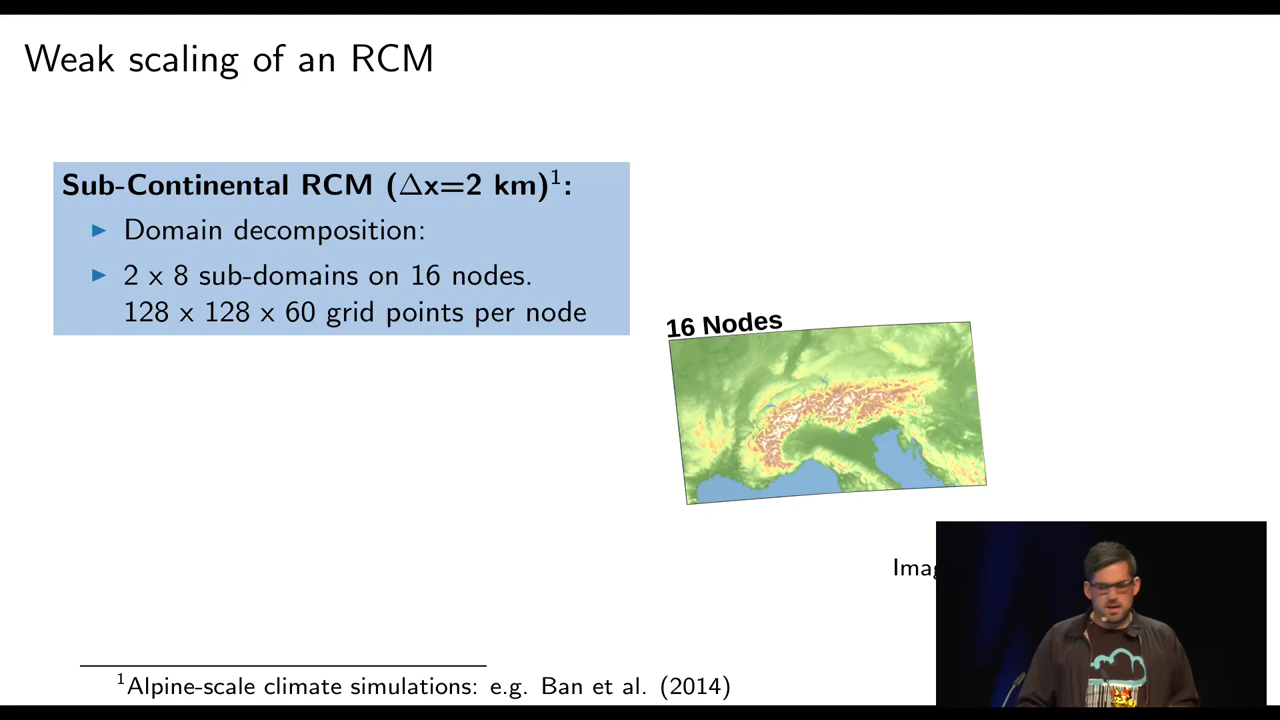 Weak scaling of an RCM
Sub-Continental RCM (Δx=2 km)¹:
▶ Domain decomposition:
▶ 2 x 8 sub-domains on 16 nodes.
128 x 128 x 60 grid points per node
16 Nodes
¹Alpine-scale climate simulations: e.g. Ban et al. (2014)